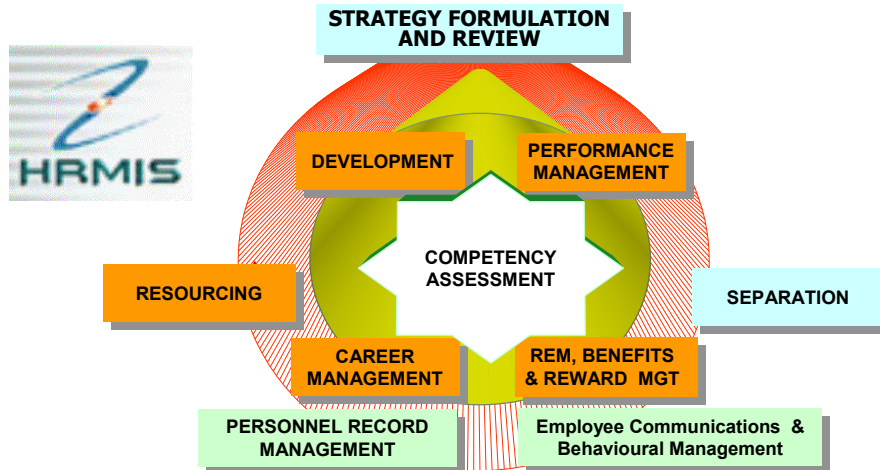 STRATEGY FORMULATION
AND REVIEW
HRMIS
DEVELOPMENT
PERFORMANCE
MANAGEMENT
COMPETENCY
ASSESSMENT
RESOURCING
SEPARATION
CAREER
MANAGEMENT
REM, BENEFITS
& REWARD MGT
PERSONNEL RECORD
MANAGEMENT
Employee Communications &
Behavioural Management